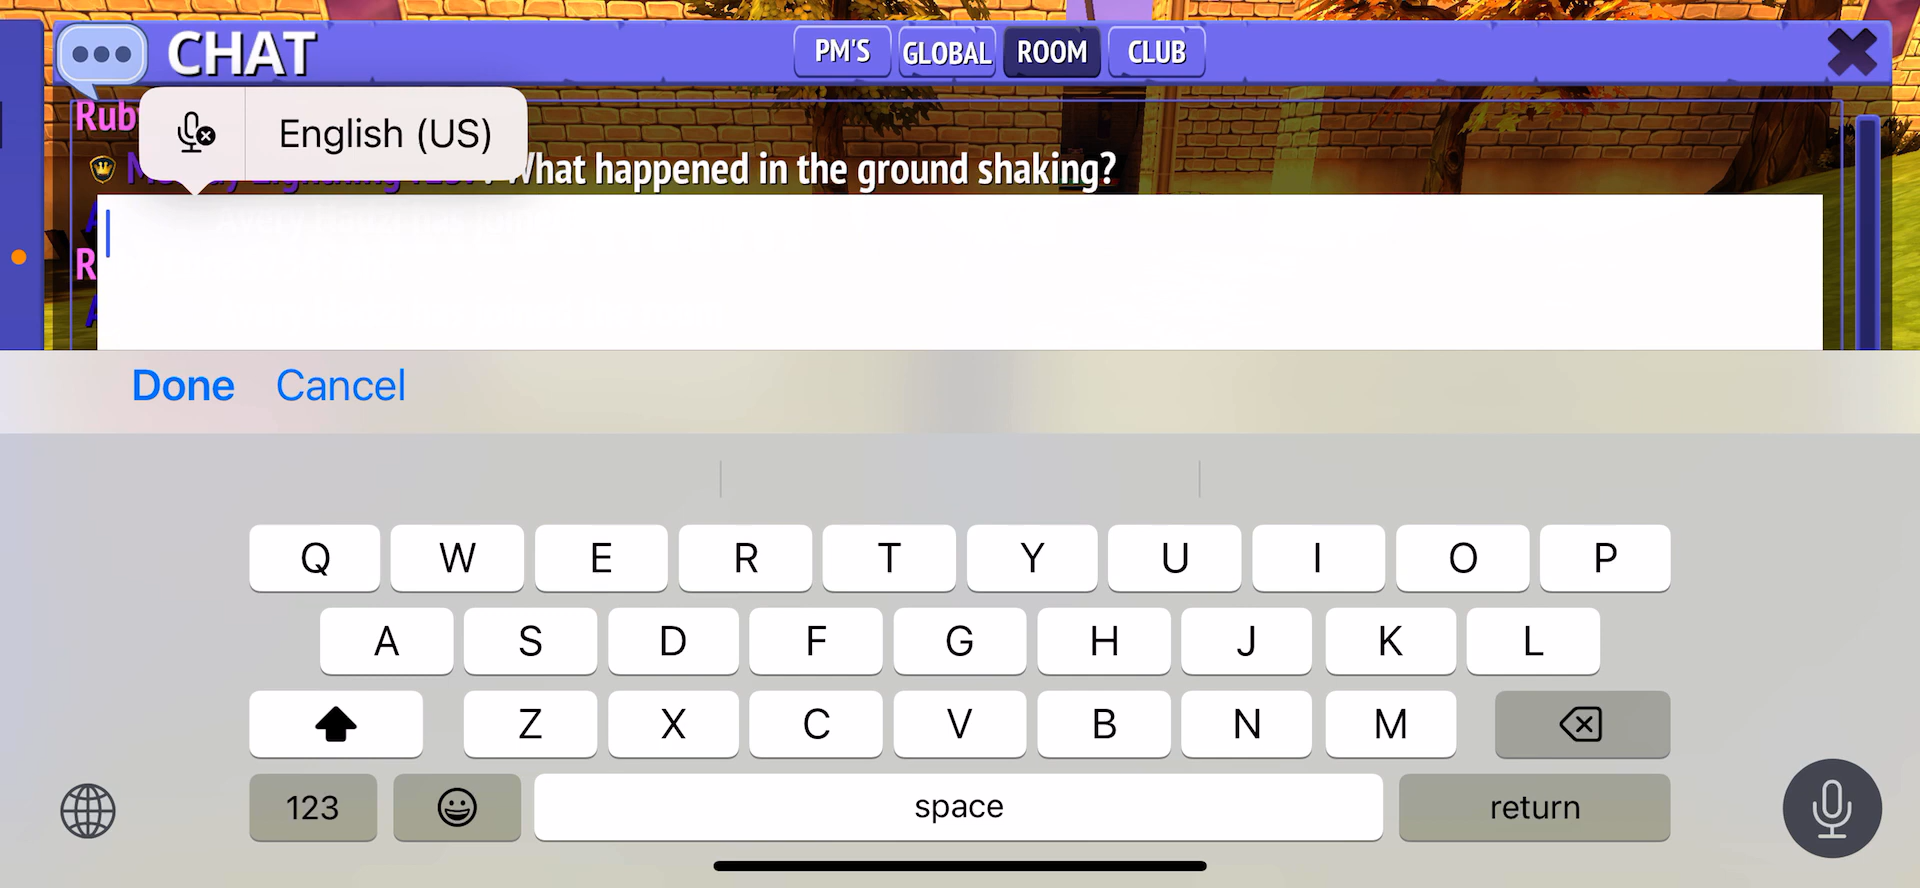 CHAT
PM'S GLOBAL ROOM CLUB
Rub
English (US)
What happened in the ground shaking?
R
Done Cancel
Q W E R T Y U I O P
A S D F G H J K L
Z X C V B N M
123 space return